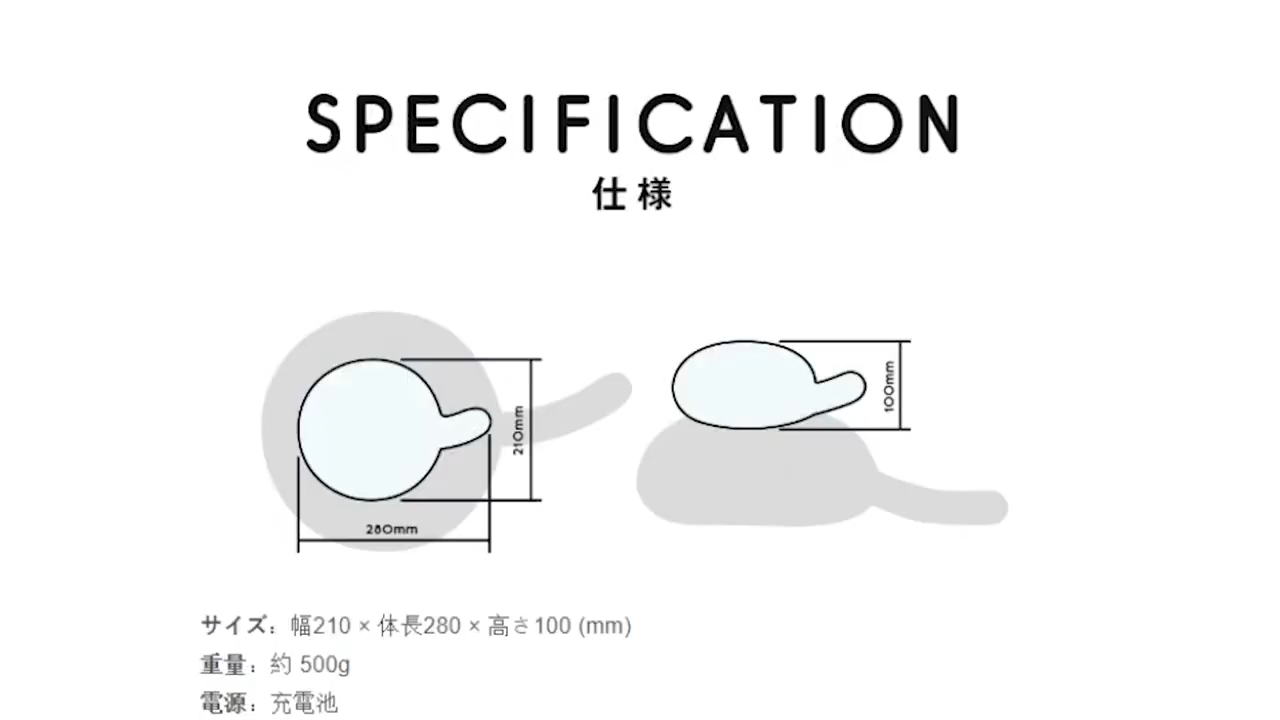 SPECIFICATION
仕様
210mm
280mm
100mm
サイズ： 幅210 × 体長280 × 高さ100 (mm)
重量： 約 500g
電源： 充電池